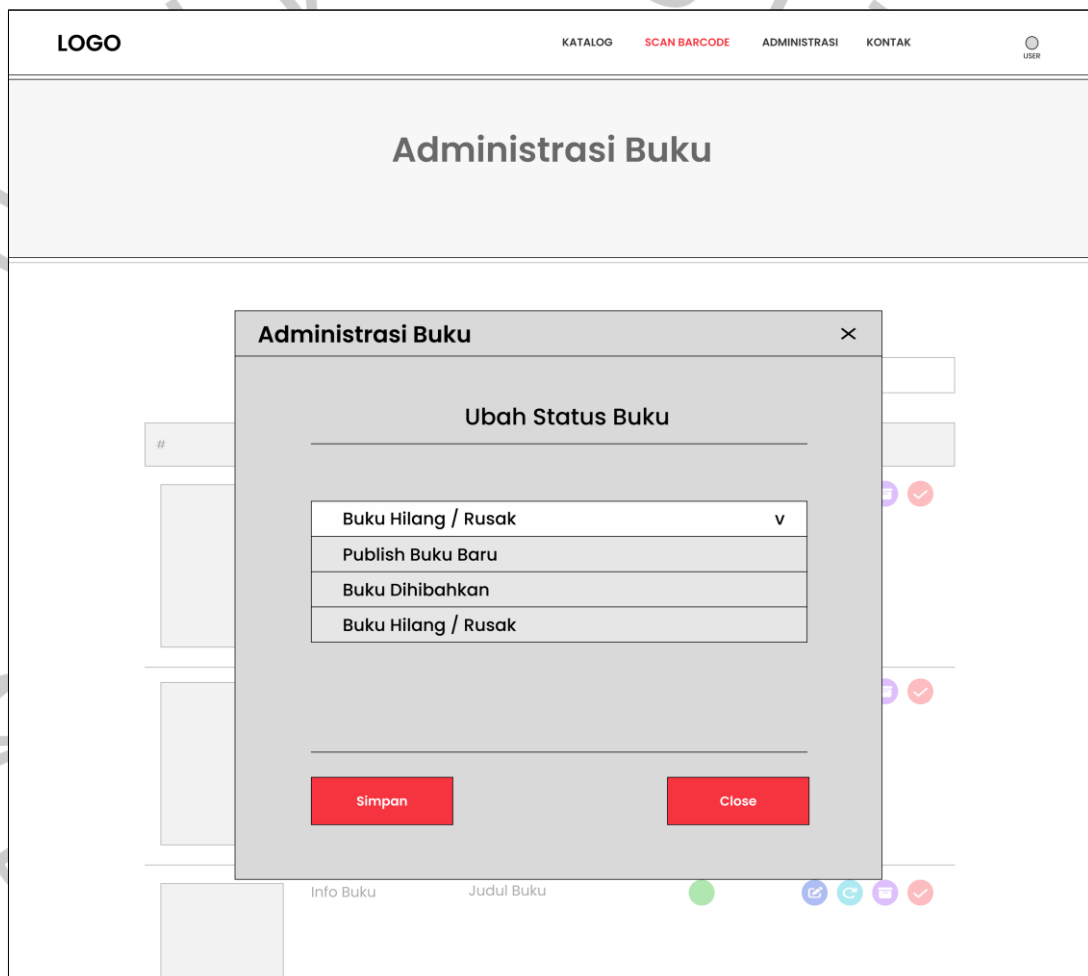 LOGO
KATALOG SCAN BARCODE ADMINISTRASI KONTAK
USER
Administrasi Buku
Administrasi Buku ×
Ubah Status Buku
#
Buku Hilang / Rusak v
Publish Buku Baru
Buku Dihibahkan
Buku Hilang / Rusak
Simpan Close
Info Buku Judul Buku